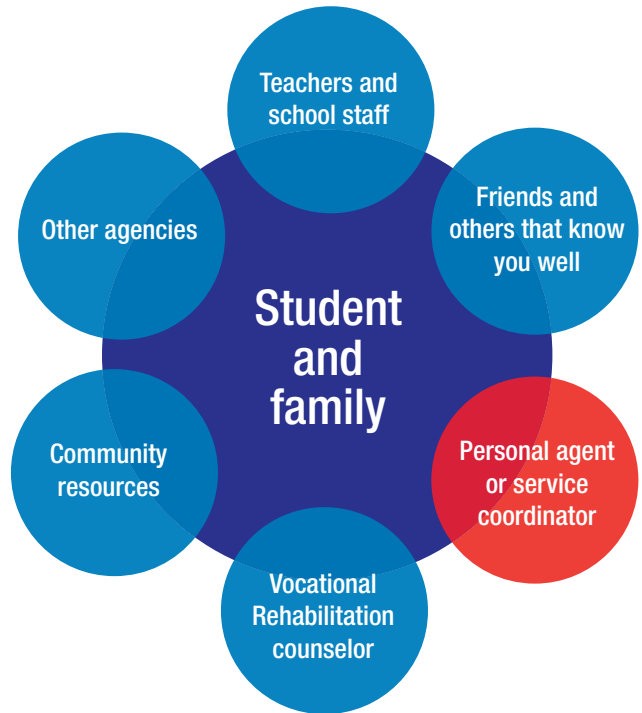 Teachers and
school staff
Other agencies
Friends and
others that know
you well
Student
and
family
Community
resources
Personal agent
or service
coordinator
Vocational
Rehabilitation
counselor